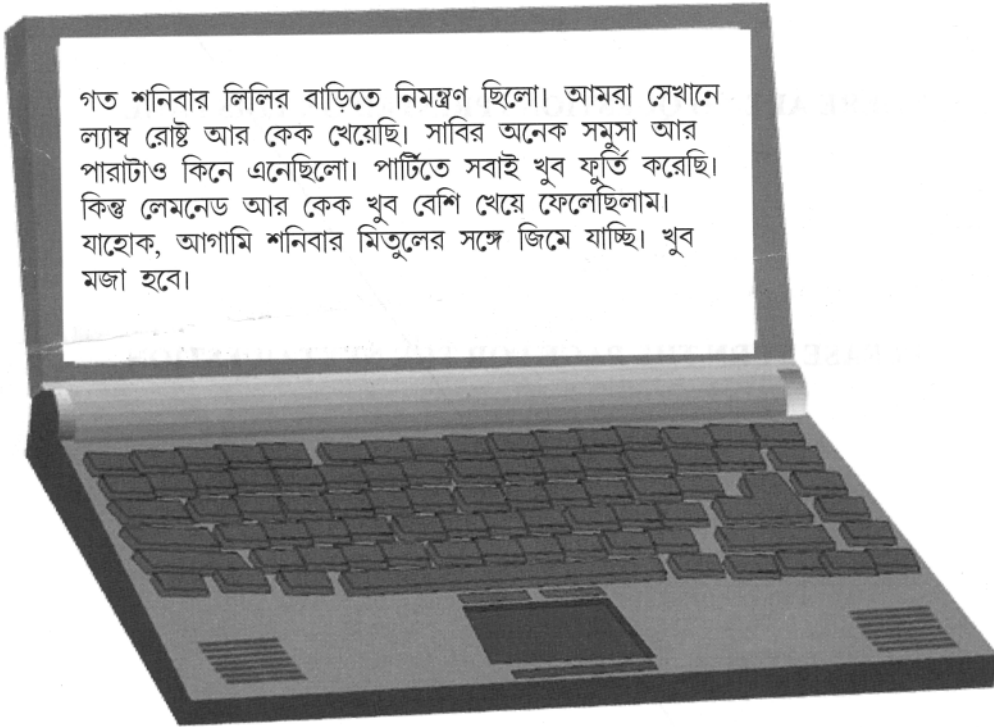 গত শনিবার লিলির বাড়িতে নিমন্ত্রণ ছিলো। আমরা সেখানে
ল্যাম্ব রোষ্ট আর কেক খেয়েছি। সাবির অনেক সমুসা আর
পারাটাও কিনে এনেছিলো। পার্টিতে সবাই খুব ফুর্তি করেছি।
কিন্তু লেমনেড আর কেক খুব বেশি খেয়ে ফেলেছিলাম।
যাহোক, আগামি শনিবার মিতুলের সঙ্গে জিমে যাচ্ছি। খুব
মজা হবে।